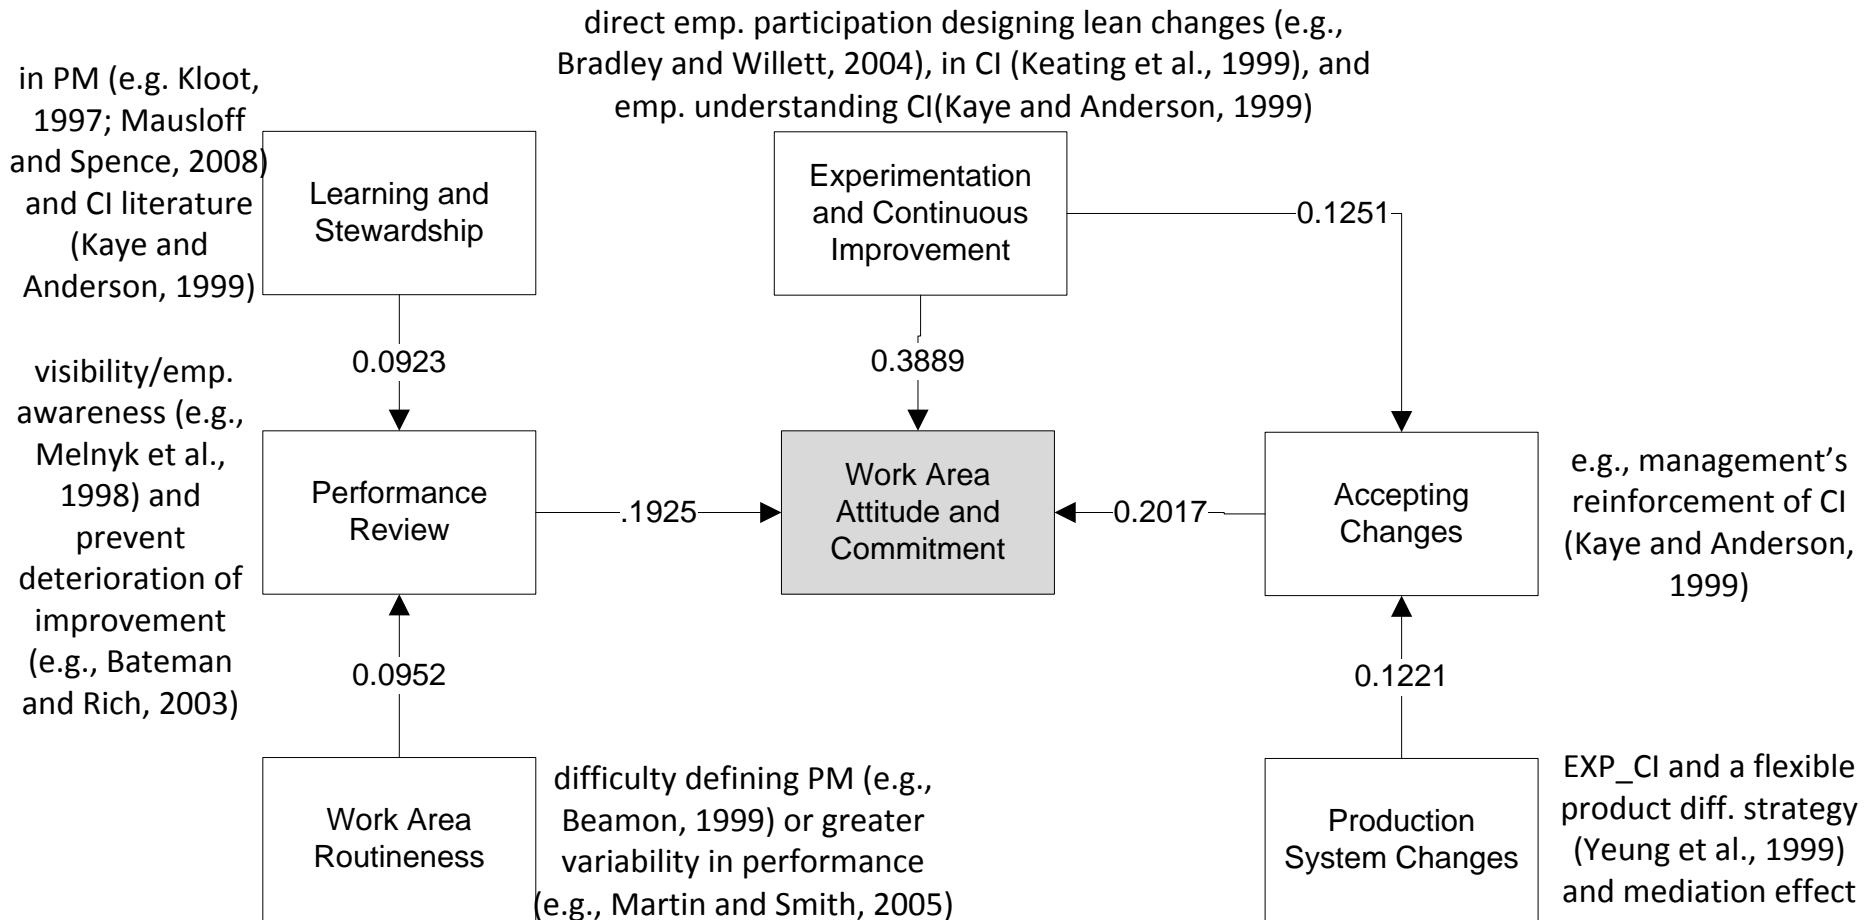 direct emp. participation designing lean changes (e.g.,
Bradley and Willett, 2004), in CI (Keating et al., 1999), and
emp. understanding CI(Kaye and Anderson, 1999)
in PM (e.g. Kloot,
1997; Mausloff
and Spence, 2008)
and CI literature
(Kaye and
Anderson, 1999)
Learning and
Stewardship
Experimentation
and Continuous
Improvement
0.1251
0.0923
0.3889
visibility/emp.
awareness (e.g.,
Melnyk et al.,
1998) and
prevent
deterioration of
improvement
(e.g., Bateman
and Rich, 2003)
Performance
Review
.1925
Work Area
Attitude and
Commitment
0.2017
Accepting
Changes
e.g., management’s
reinforcement of CI
(Kaye and Anderson,
1999)
0.0952
0.1221
Work Area
Routineness
difficulty defining PM (e.g.,
Beamon, 1999) or greater
variability in performance
(e.g., Martin and Smith, 2005)
Production
System Changes
EXP_CI and a flexible
product diff. strategy
(Yeung et al., 1999)
and mediation effect